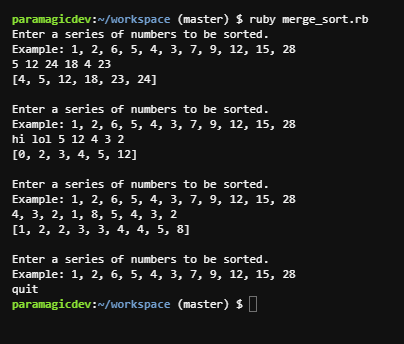 paramagicdev:~/workspace (master) $ ruby merge_sort.rb
Enter a series of numbers to be sorted.
Example: 1, 2, 6, 5, 4, 3, 7, 9, 12, 15, 28
5 12 24 18 4 23
[4, 5, 12, 18, 23, 24]
Enter a series of numbers to be sorted.
Example: 1, 2, 6, 5, 4, 3, 7, 9, 12, 15, 28
hi lol 5 12 4 3 2
[0, 2, 3, 4, 5, 12]
Enter a series of numbers to be sorted.
Example: 1, 2, 6, 5, 4, 3, 7, 9, 12, 15, 28
4, 3, 2, 1, 8, 5, 4, 3, 2
[1, 2, 2, 3, 3, 4, 4, 5, 8]
Enter a series of numbers to be sorted.
Example: 1, 2, 6, 5, 4, 3, 7, 9, 12, 15, 28
quit
paramagicdev:~/workspace (master) $